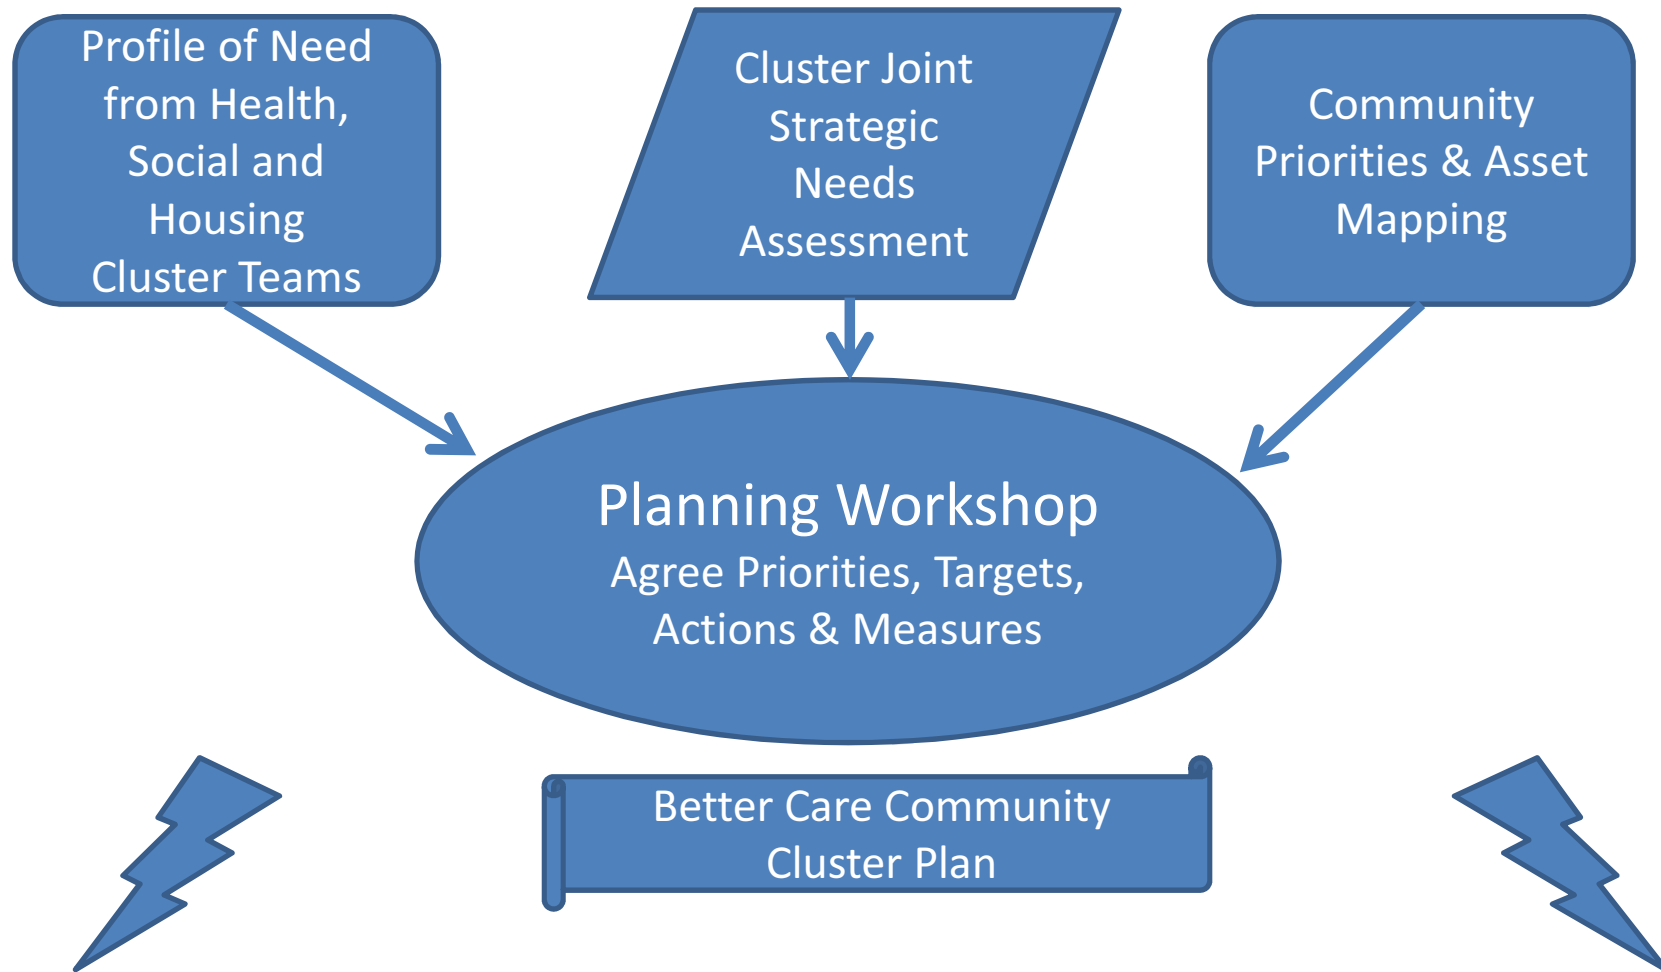 Profile of Need
from Health,
Social and
Housing
Cluster Teams
Cluster Joint
Strategic
Needs
Assessment
Community
Priorities & Asset
Mapping
Planning Workshop
Agree Priorities, Targets,
Actions & Measures
Better Care Community
Cluster Plan